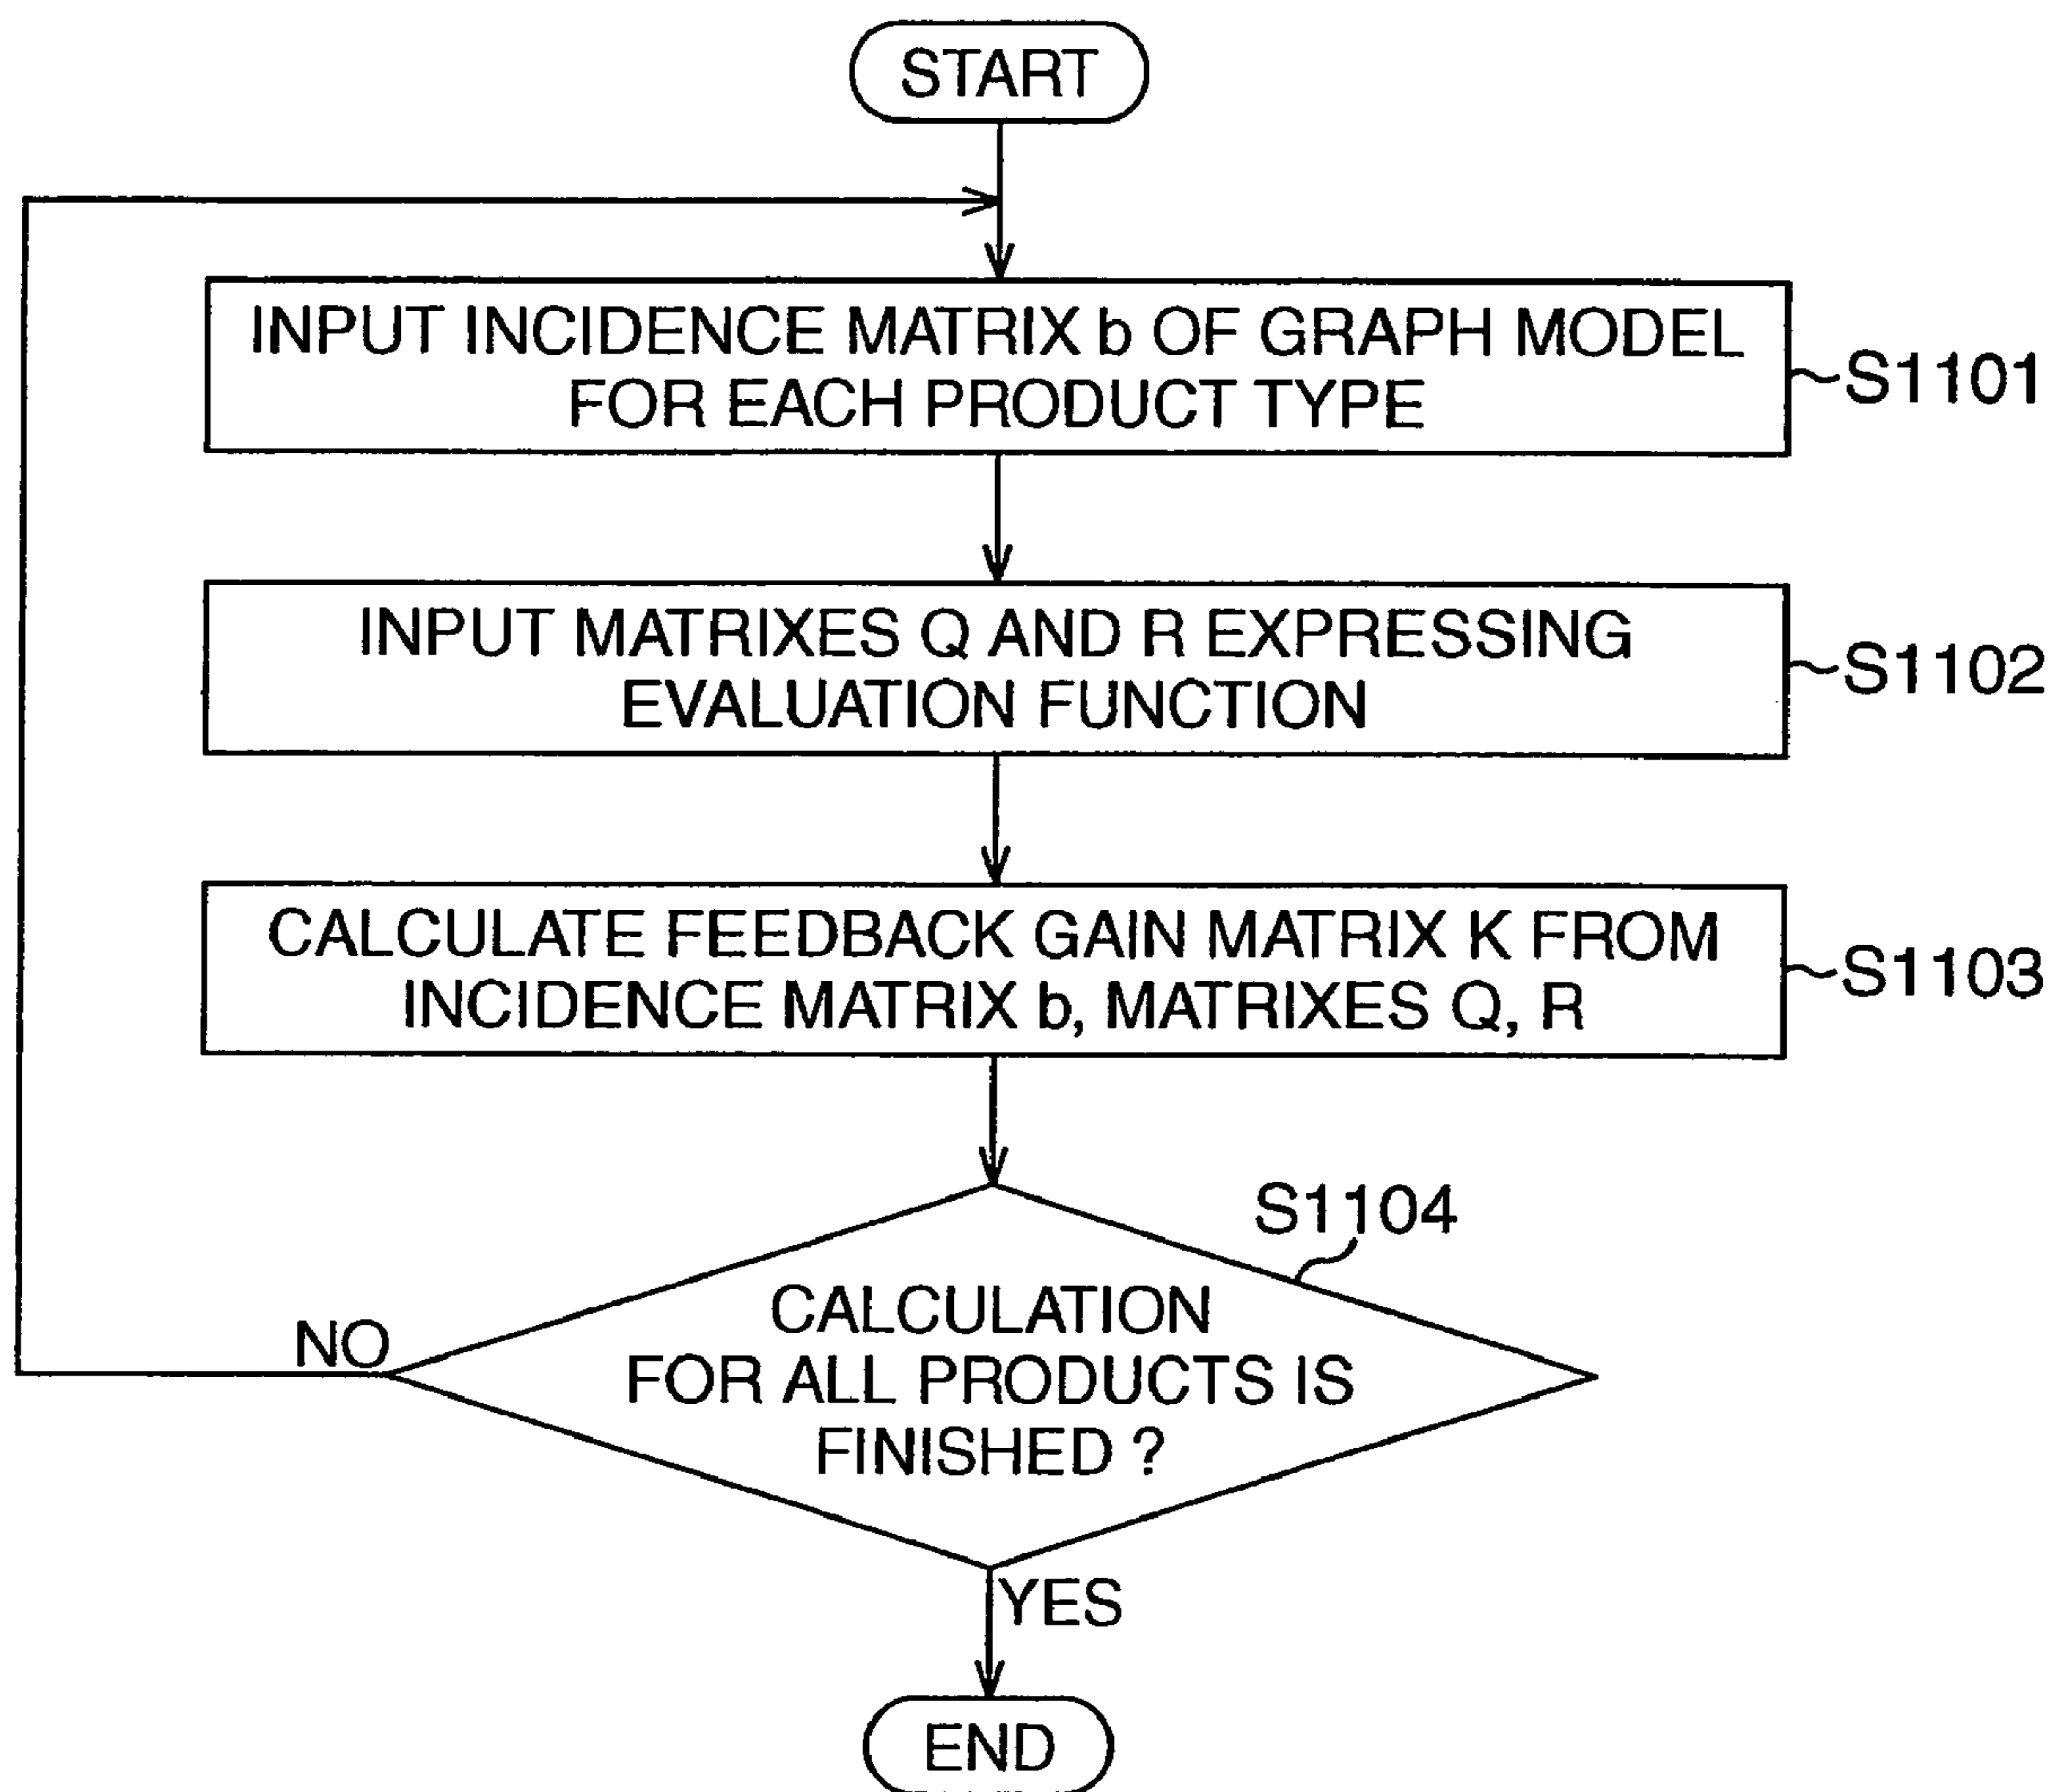 START
INPUT INCIDENCE MATRIX b OF GRAPH MODEL
FOR EACH PRODUCT TYPE
S1101
INPUT MATRIXES Q AND R EXPRESSING
EVALUATION FUNCTION
S1102
CALCULATE FEEDBACK GAIN MATRIX K FROM
INCIDENCE MATRIX b, MATRIXES Q, R
S1103
S1104
CALCULATION
FOR ALL PRODUCTS IS
FINISHED ?
NO
YES
END